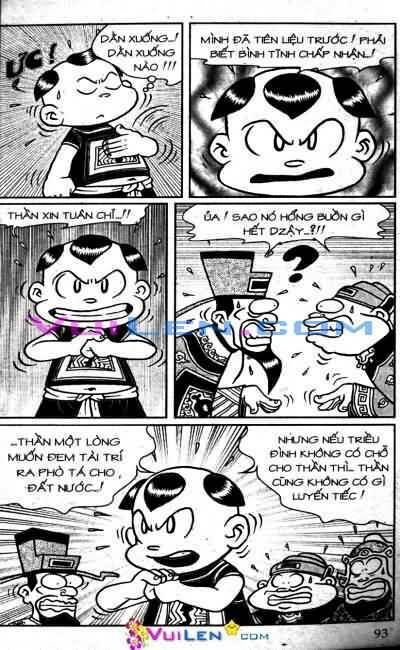 ỰC!
DẰN XUỐNG..!
DẰN XUỐNG
NÀO!!!
MÌNH ĐÃ TIÊN LIỆU TRƯỚC! PHẢI
BIẾT BÌNH TĨNH CHẤP NHẬN..!
THẦN XIN TUÂN CHỈ...!!
ỦA! SAO NÓ HỔNG BUỒN GÌ
HẾT DZẬY...?!!
?
VUILEN.COM
...THẦN MỘT LÒNG
MUỐN ĐEM TÀI TRÍ
RA PHÒ TÁ CHO
ĐẤT NƯỚC..!
NHƯNG NẾU TRIỀU
ĐÌNH KHÔNG CÓ CHỖ
CHO THẦN THÌ... THẦN
CŨNG KHÔNG CÓ GÌ
LUYẾN TIẾC!
93
VUILEN.COM